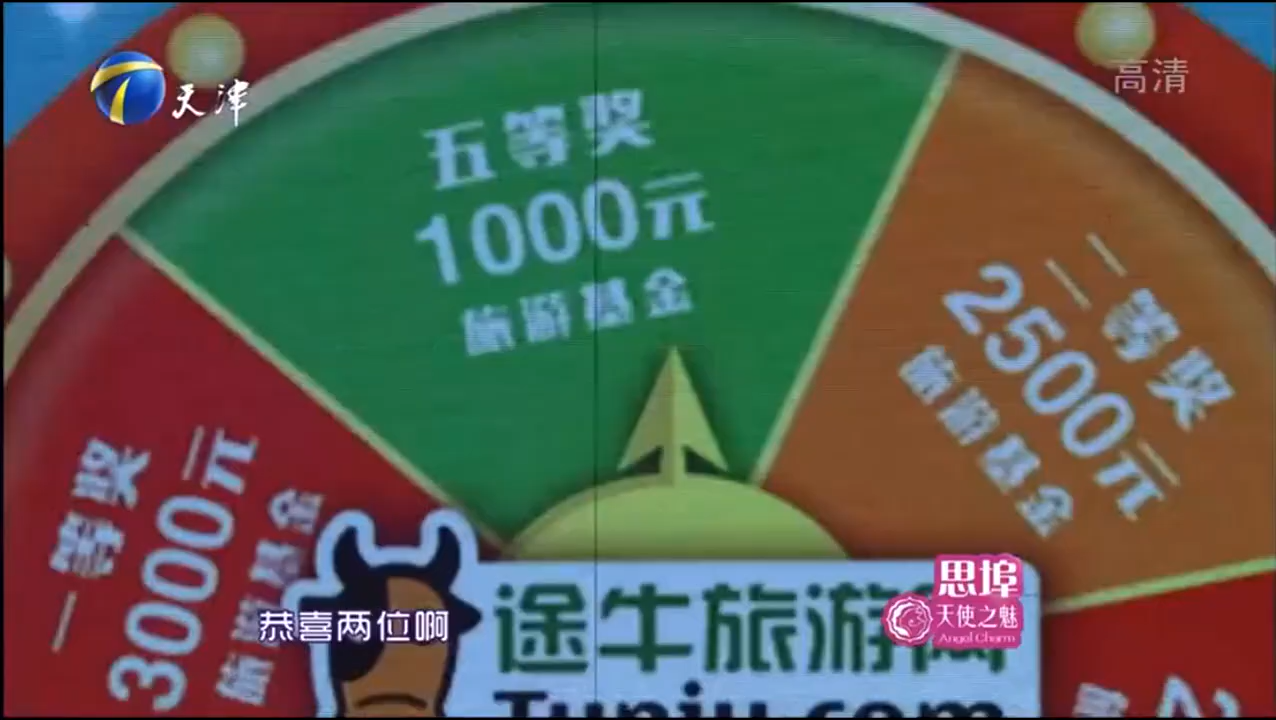 天津
高清
五等奖
1000元
旅游基金
二等奖
2500元
旅游基金
一等奖
3000元
旅游基金
思埠
天使之魅
Angel Charm
恭喜两位啊
途牛旅游网
Tuniu.com